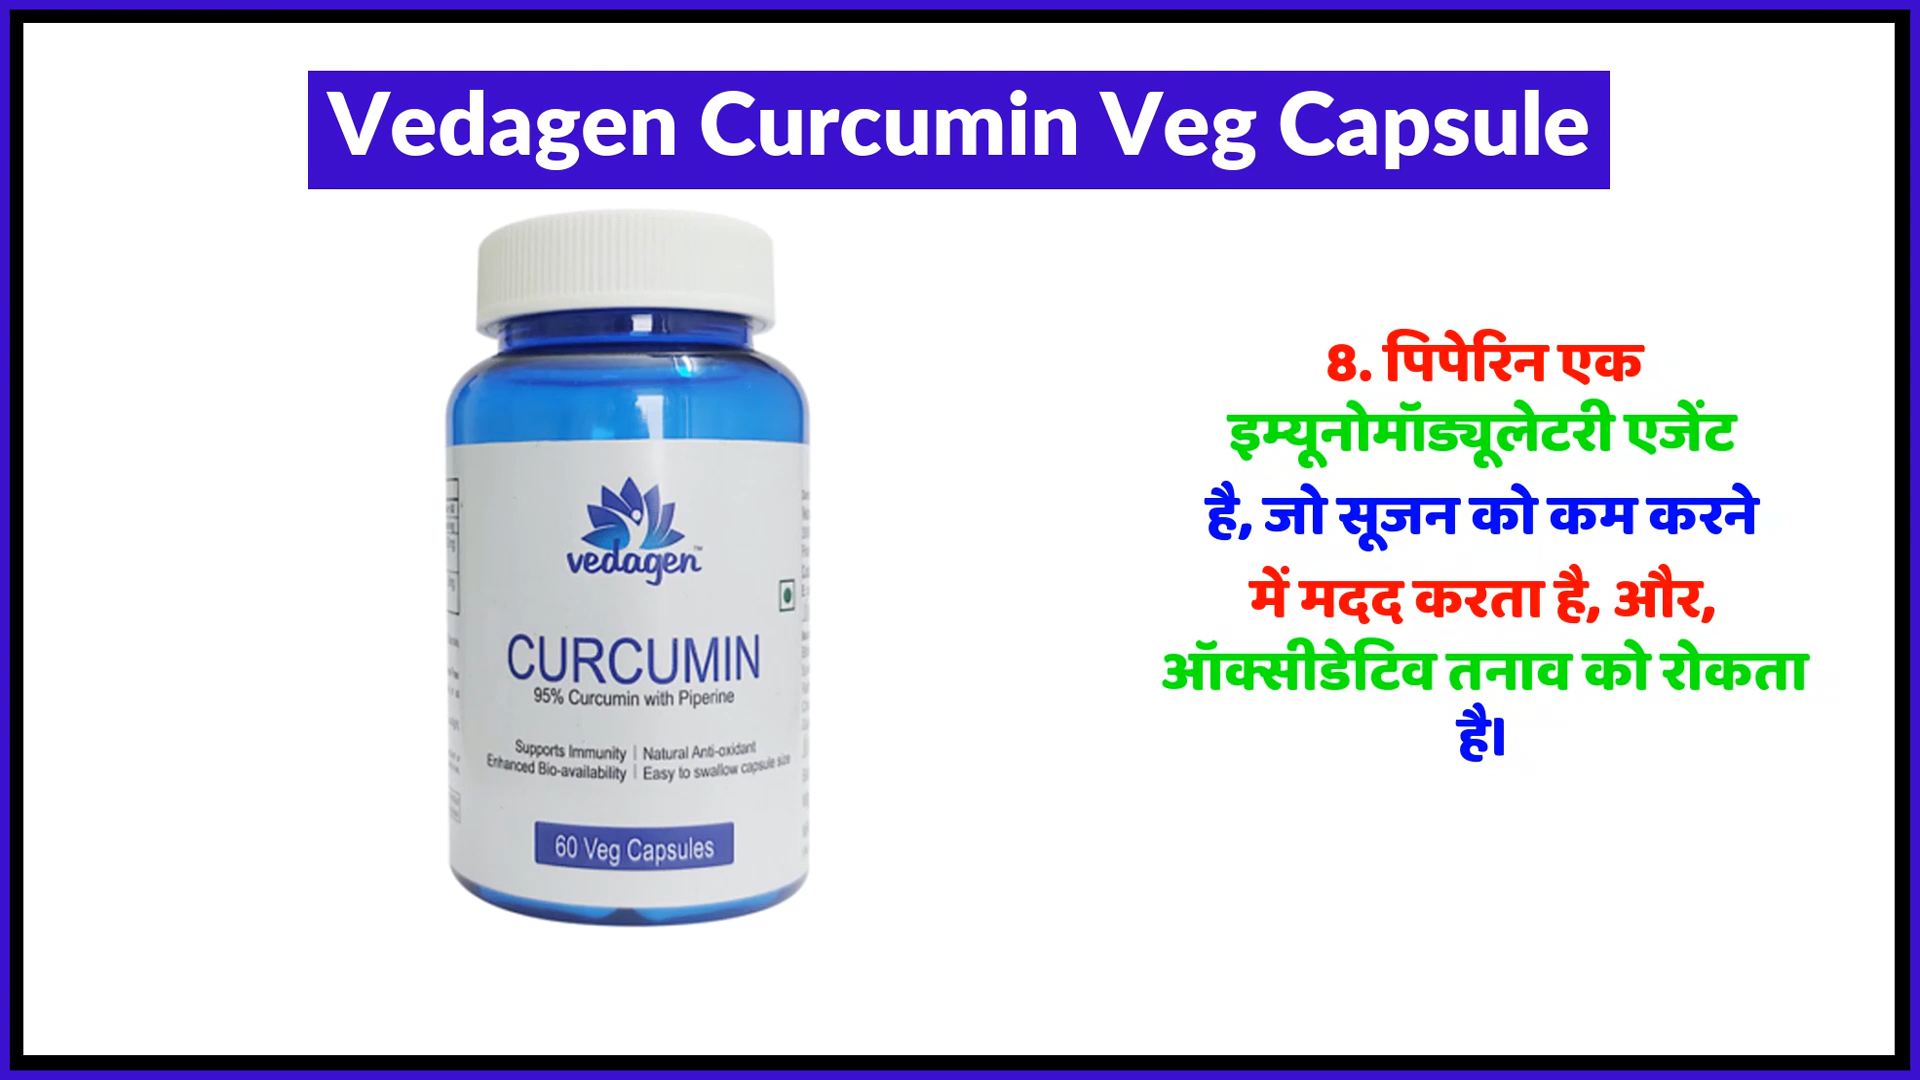 Vedagen Curcumin Veg Capsule
8. पिपेरिन एक
इम्यूनोमॉड्यूलेटरी एजेंट
है, जो सूजन को कम करने
में मदद करता है, और,
ऑक्सीडेटिव तनाव को रोकता
है।
vedagen™
CURCUMIN
95% Curcumin with Piperine
Supports Immunity | Natural Anti-oxidant
Enhanced Bio-availability | Easy to swallow capsule size
60 Veg Capsules